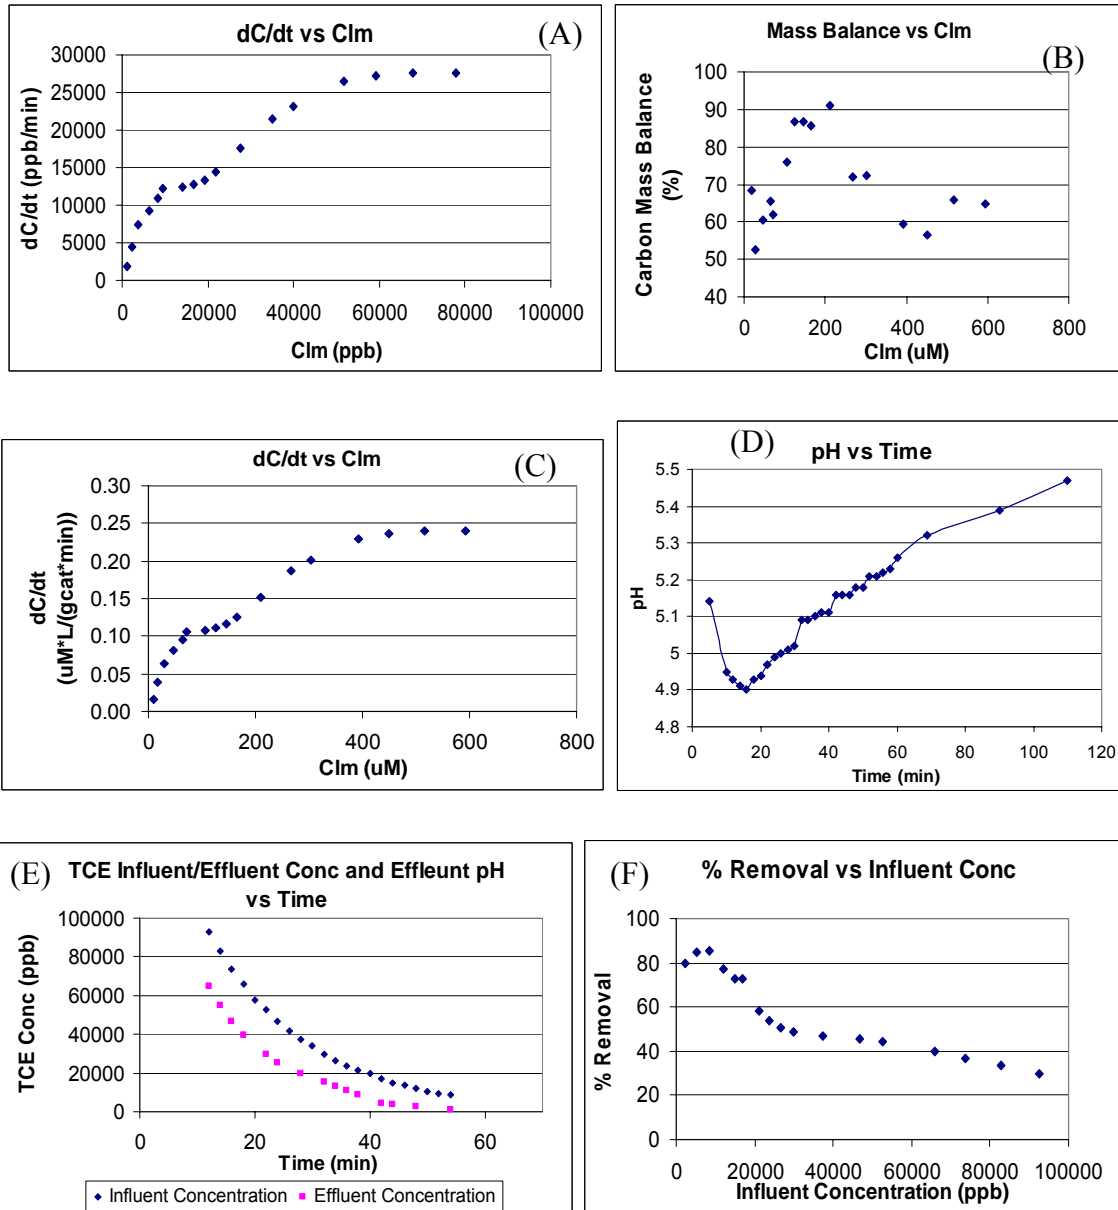 dC/dt vs Clm
(A)
dC/dt (ppb/min)
30000
25000
20000
15000
10000
5000
0
0 20000 40000 60000 80000 100000
Clm (ppb)
Mass Balance vs Clm
(B)
Carbon Mass Balance
(%)
100
90
80
70
60
50
40
0 200 400 600 800
Clm (uM)
dC/dt vs Clm
(C)
dC/dt
(uM*L/(gcat*min))
0.30
0.25
0.20
0.15
0.10
0.05
0.00
0 200 400 600 800
Clm (uM)
(D)
pH vs Time
pH
5.5
5.4
5.3
5.2
5.1
5
4.9
4.8
0 20 40 60 80 100 120
Time (min)
(E)
TCE Influent/Effluent Conc and Effleunt pH
vs Time
TCE Conc (ppb)
100000
80000
60000
40000
20000
0
0 20 40 60
Time (min)
Influent Concentration Effluent Concentration
(F)
% Removal vs Influent Conc
% Removal
100
80
60
40
20
0
0 20000 40000 60000 80000 100000
Influent Concentration (ppb)